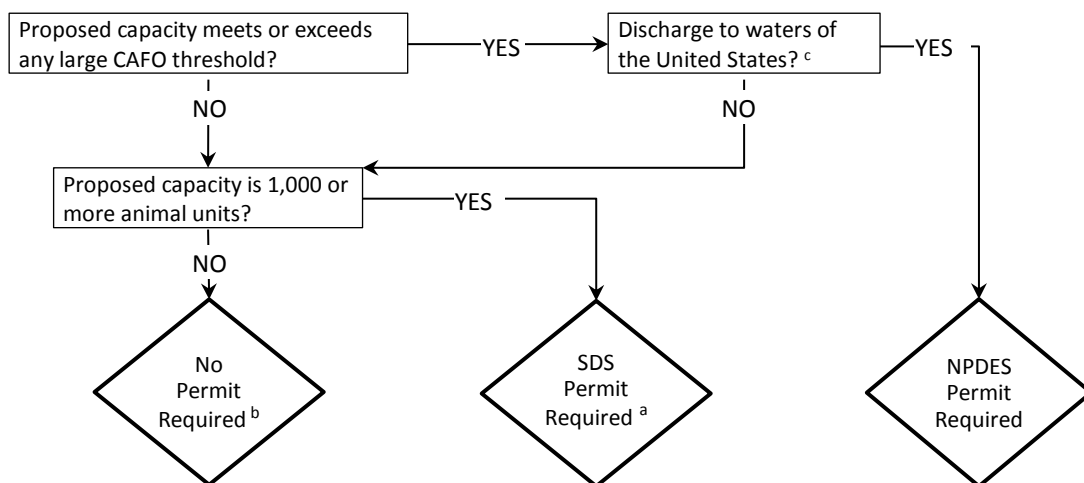 Proposed capacity meets or exceeds
any large CAFO threshold?
YES
Discharge to waters of
the United States? c
YES
NO
NO
Proposed capacity is 1,000 or
more animal units?
YES
NO
No
Permit
Required b
SDS
Permit
Required a
NPDES
Permit
Required